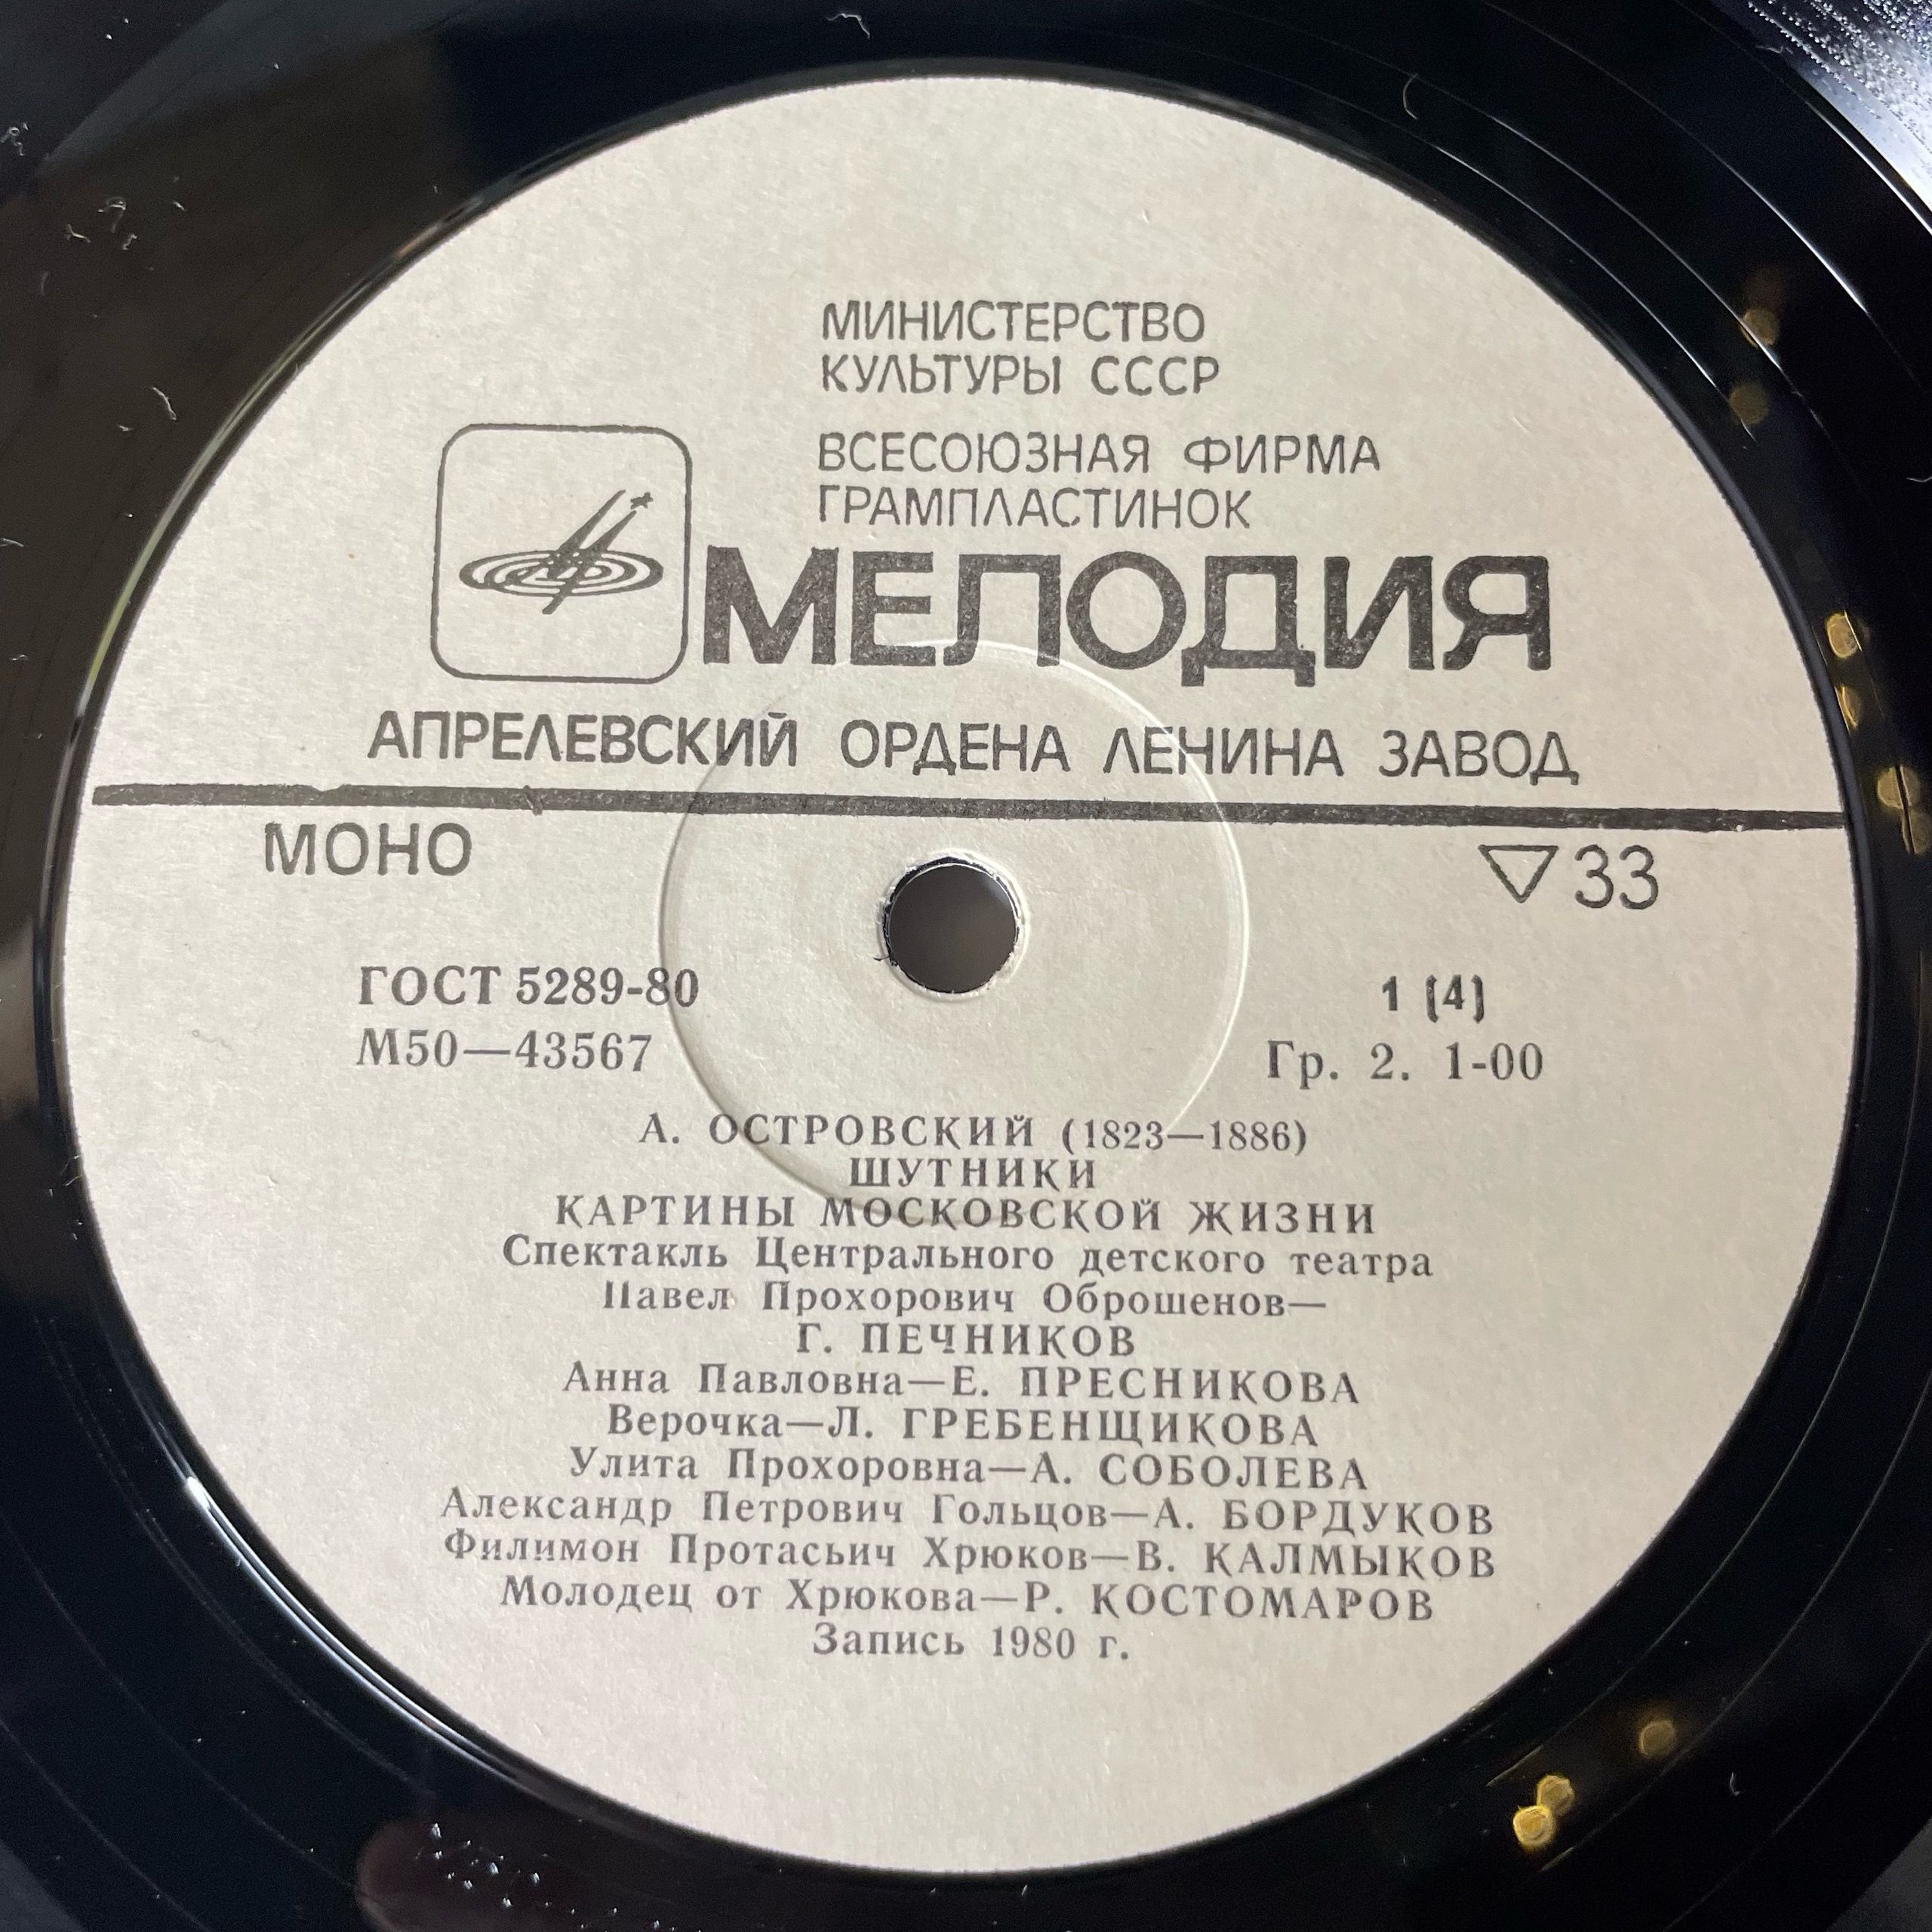 МИНИСТЕРСТВО
КУЛЬТУРЫ СССР
ВСЕСОЮЗНАЯ ФИРМА
ГРАМПЛАСТИНОК
МЕЛОДИЯ
АПРЕЛЕВСКИЙ ОРДЕНА ЛЕНИНА ЗАВОД
МОНО ▽33
ГОСТ 5289-80 1 (4)
М50—43567 Гр. 2. 1-00
А. ОСТРОВСКИЙ (1823—1886)
ШУТНИКИ
КАРТИНЫ МОСКОВСКОЙ ЖИЗНИ
Спектакль Центрального детского театра
Павел Прохорович Оброшенов—
Г. ПЕЧНИКОВ
Анна Павловна—Е. ПРЕСНИКОВА
Верочка—Л. ГРЕБЕНЩИКОВА
Улита Прохоровна—А. СОБОЛЕВА
Александр Петрович Гольцов—А. БОРДУКОВ
Филимон Протасьич Хрюков—В. КАЛМЫКОВ
Молодец от Хрюкова—Р. КОСТОМАРОВ
Запись 1980 г.